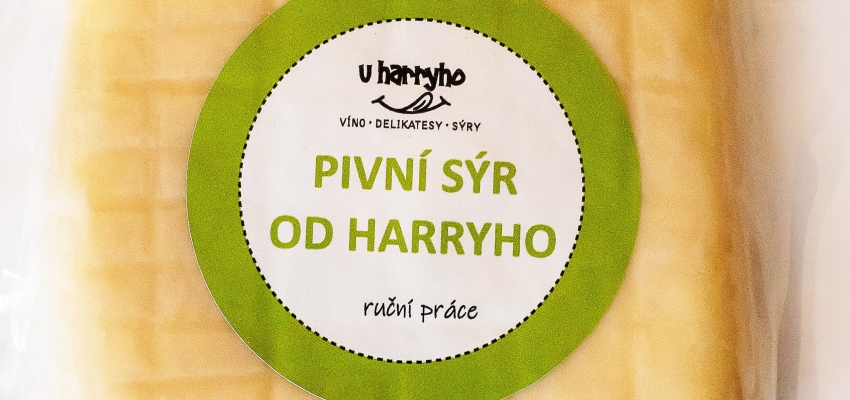 u harryho
VÍNO · DELIKATESY · SÝRY
PIVNÍ SÝR
OD HARRYHO
ruční práce